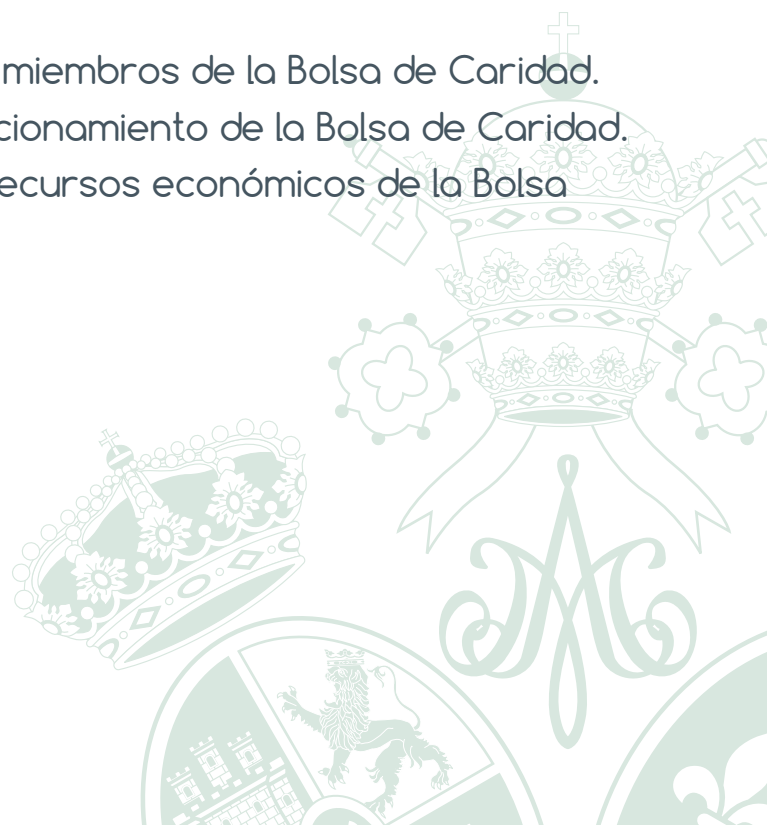 miembros de la Bolsa de Caridad.
cionamiento de la Bolsa de Caridad.
ecursos económicos de la Bolsa